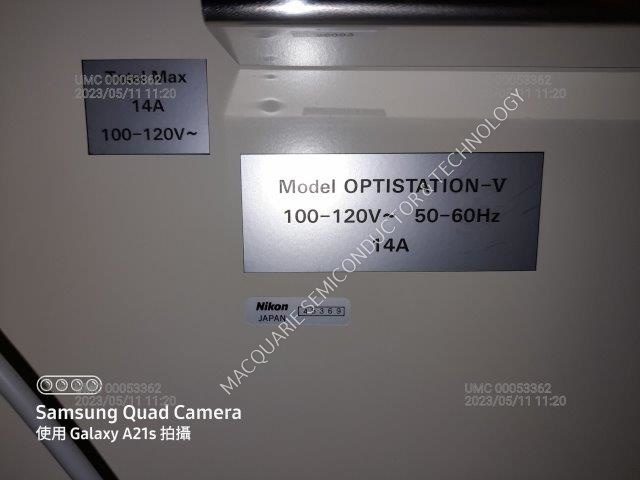 Total Max
14A
100-120V~
UMC 00053362
2023/05/11 11:20
UMC 00053362
2023/05/11 11:20
Model OPTISTATION-V
100-120V~ 50-60Hz
14A
MACQUARIE SEMICONDUCTOR & TECHNOLOGY
Nikon
JAPAN 45369
UMC 00053362
2023/05/11 11:20
UMC 00053362
2023/05/11 11:20
Samsung Quad Camera
使用 Galaxy A21s 拍攝